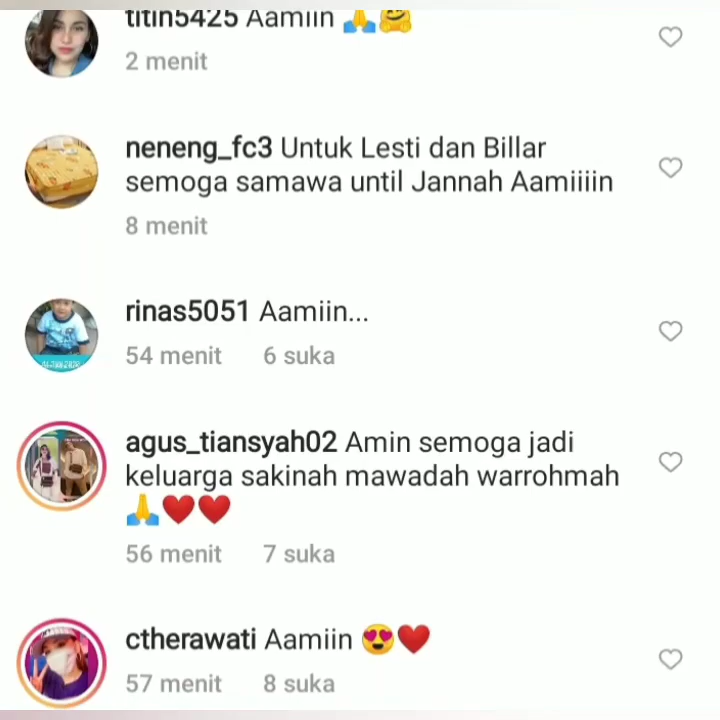 titin5425 Aamiin 🙏🤗
2 menit
neneng_fc3 Untuk Lesti dan Billar
semoga samawa until Jannah Aamiiiin
8 menit
rinas5051 Aamiin...
54 menit 6 suka
agus_tiansyah02 Amin semoga jadi
keluarga sakinah mawadah warrohmah
🙏❤️❤️
56 menit 7 suka
ctherawati Aamiin 😍❤️
57 menit 8 suka